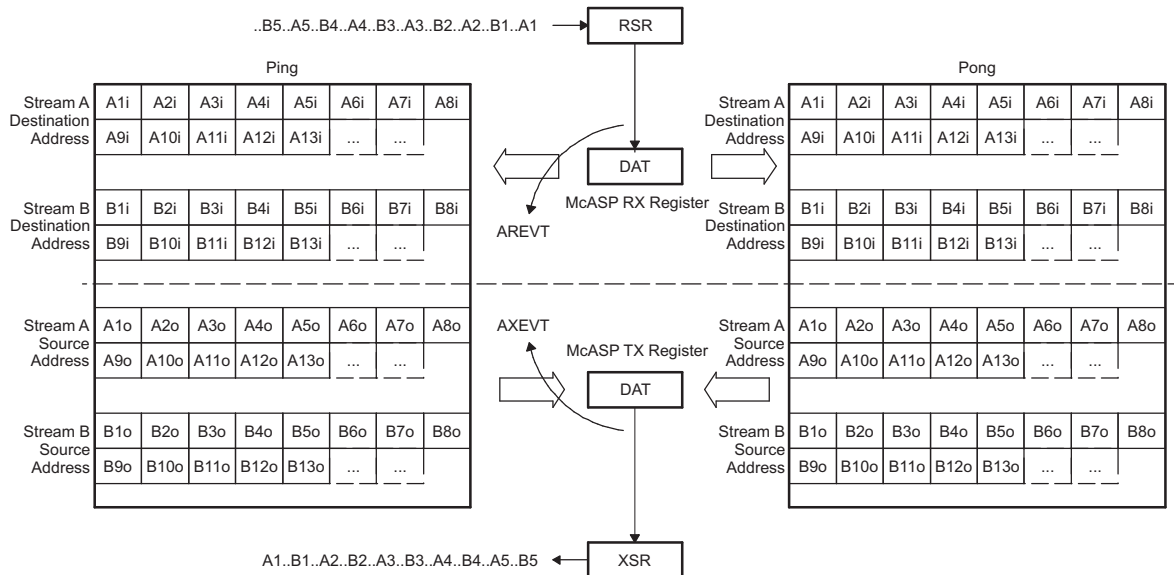 ..B5..A5..B4..A4..B3..A3..B2..A2..B1..A1
RSR
Ping
Pong
Stream A
Destination
Address
A1i A2i A3i A4i A5i A6i A7i A8i
A9i A10i A11i A12i A13i ... ...
Stream B
Destination
Address
B1i B2i B3i B4i B5i B6i B7i B8i
B9i B10i B11i B12i B13i ... ...
DAT
McASP RX Register
AREVT
Stream A
Destination
Address
A1i A2i A3i A4i A5i A6i A7i A8i
A9i A10i A11i A12i A13i ... ...
Stream B
Destination
Address
B1i B2i B3i B4i B5i B6i B7i B8i
B9i B10i B11i B12i B13i ... ...
Stream A
Source
Address
A1o A2o A3o A4o A5o A6o A7o A8o
A9o A10o A11o A12o A13o ... ...
Stream B
Source
Address
B1o B2o B3o B4o B5o B6o B7o B8o
B9o B10o B11o B12o B13o ... ...
AXEVT
McASP TX Register
DAT
Stream A
Source
Address
A1o A2o A3o A4o A5o A6o A7o A8o
A9o A10o A11o A12o A13o ... ...
Stream B
Source
Address
B1o B2o B3o B4o B5o B6o B7o B8o
B9o B10o B11o B12o B13o ... ...
A1..B1..A2..B2..A3..B3..A4..B4..A5..B5
XSR